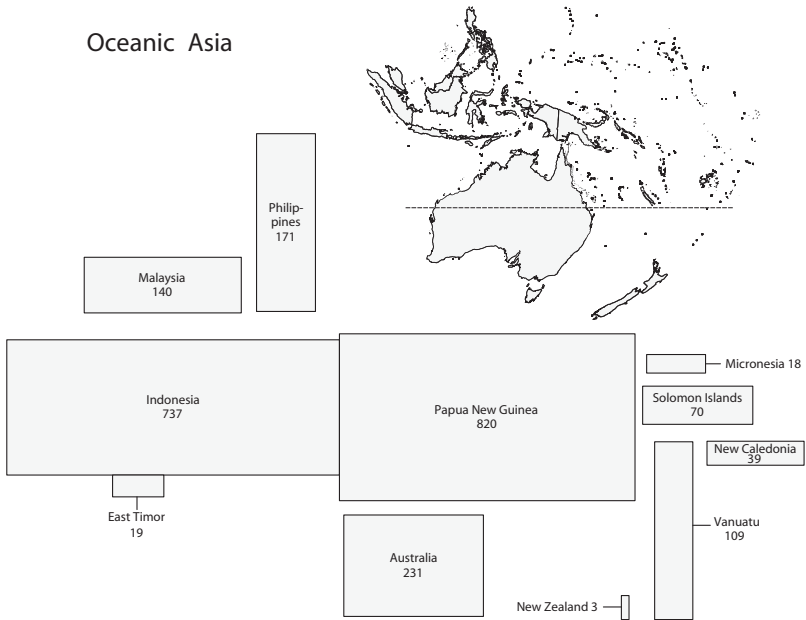 Oceanic Asia
Philip-
pines
171
Malaysia
140
Indonesia
737
Papua New Guinea
820
Micronesia 18
Solomon Islands
70
New Caledonia
39
East Timor
19
Vanuatu
109
Australia
231
New Zealand 3